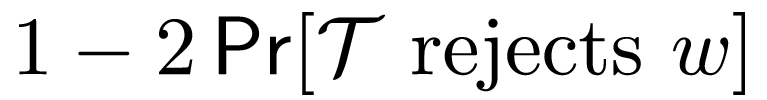 1 − 2 Pr[𝒯 rejects w]